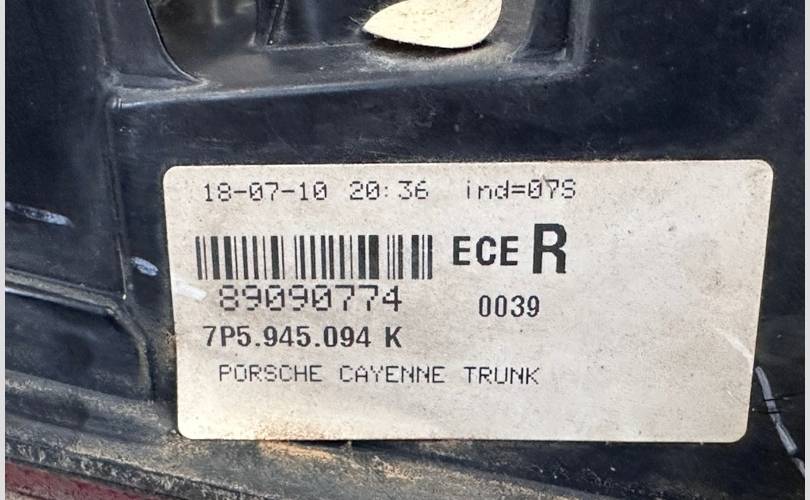 18-07-10 20:36 ind=07S
ECE R
89090774
0039
7P5.945.094 K
PORSCHE CAYENNE TRUNK